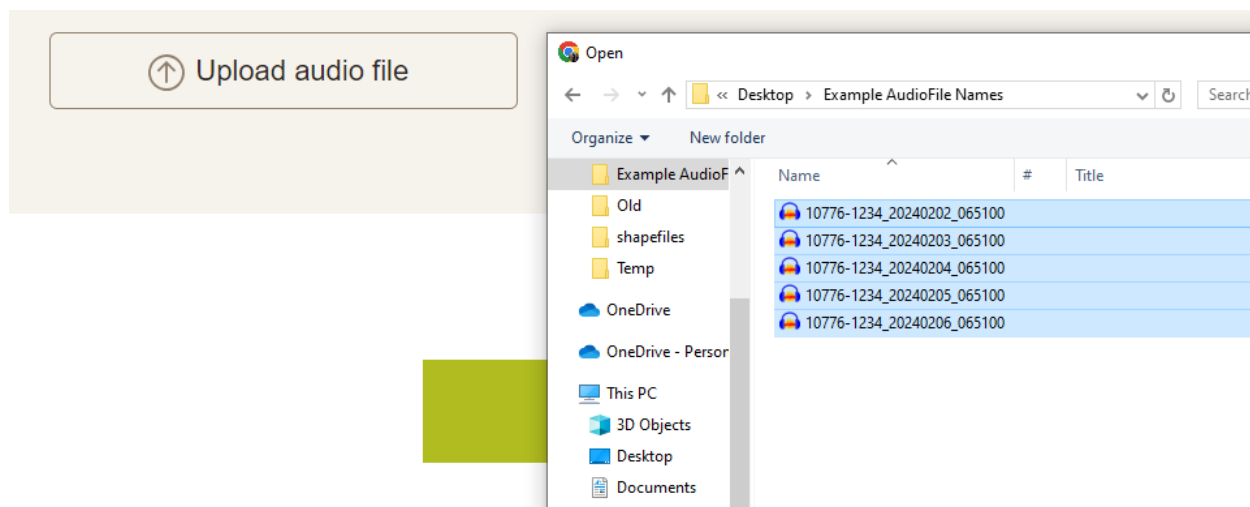 Upload audio file
Open
« Desktop > Example AudioFile Names
Search
Organize
New folder
Example AudioF
Old
shapefiles
Temp
OneDrive
OneDrive - Person
This PC
3D Objects
Desktop
Documents
Name # Title
10776-1234_20240202_065100
10776-1234_20240203_065100
10776-1234_20240204_065100
10776-1234_20240205_065100
10776-1234_20240206_065100